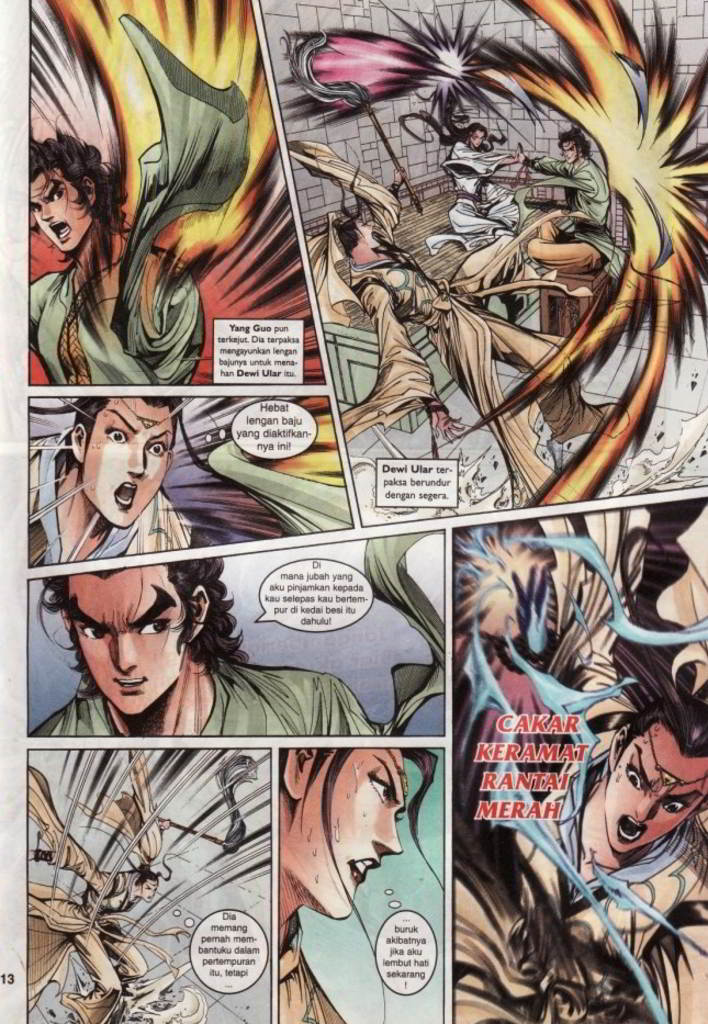 Yang Guo pun
terkejut. Dia terpaksa
mengayunkan lengan
bajunya untuk mena-
han Dewi Ular itu.
Dewi Ular ter-
paksa berundur
dengan segera.
Hebat
lengan baju
yang diaktifkan-
nya ini!
Di
mana jubah yang
aku pinjamkan kepada
kau selepas kau bertem-
pur di kedai besi itu
dahulu!
CAKAR
KERAMAT
RANTAI
MERAH
Dia
memang
pernah mem-
bantuku dalam
pertempuran
itu, tetapi
...
...
buruk
akibatnya
jika aku
lembut hati
sekarang
!
13